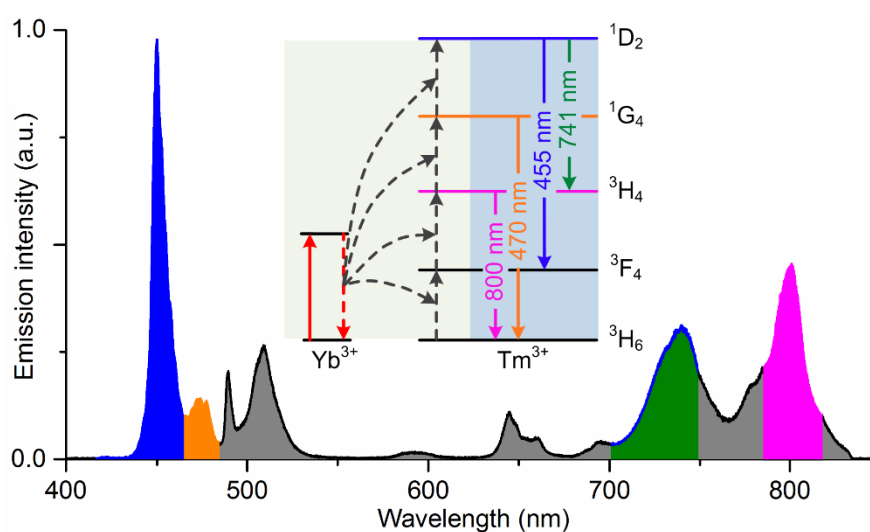 Emission intensity (a.u.)
1.0
0.0
400
500
600
700
800
Wavelength (nm)
¹D₂
¹G₄
³H₄
³F₄
³H₆
741 nm
455 nm
470 nm
800 nm
Yb³⁺
Tm³⁺